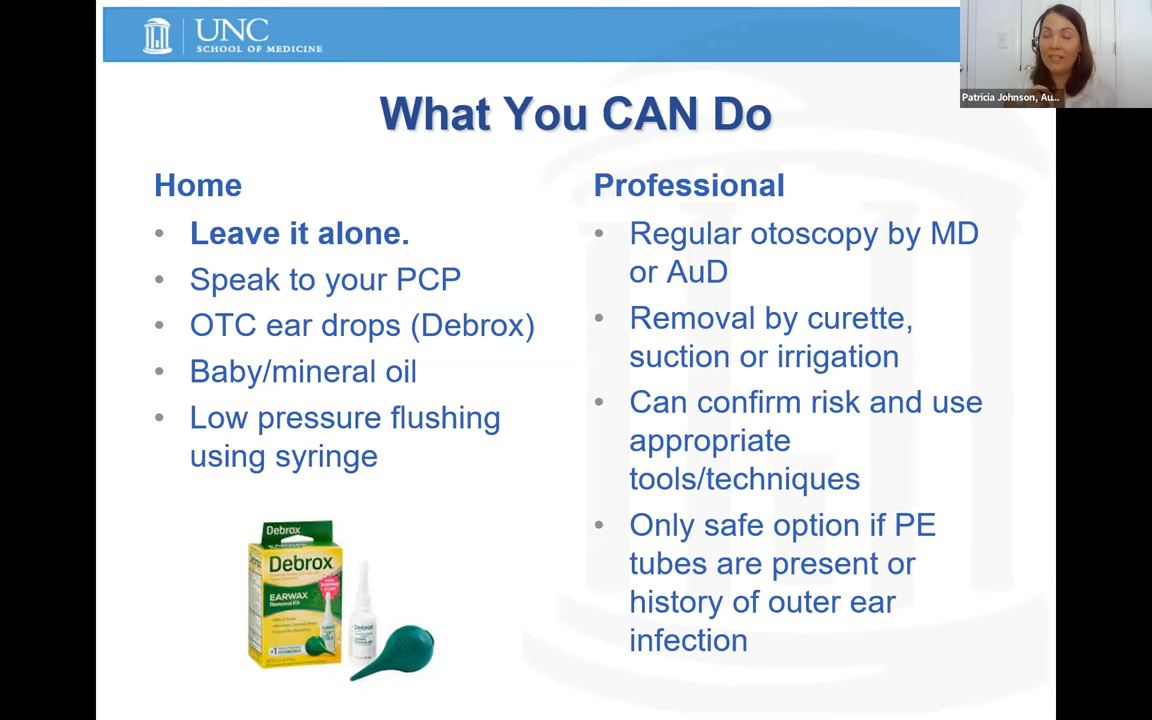 UNC
SCHOOL OF MEDICINE
Patricia Johnson, Au...
What You CAN Do
Home
• Leave it alone.
• Speak to your PCP
• OTC ear drops (Debrox)
• Baby/mineral oil
• Low pressure flushing
using syringe
Professional
• Regular otoscopy by MD
or AuD
• Removal by curette,
suction or irrigation
• Can confirm risk and use
appropriate
tools/techniques
• Only safe option if PE
tubes are present or
history of outer ear
infection
Debrox
Debrox
EARWAX
Removal Kit
Debrox